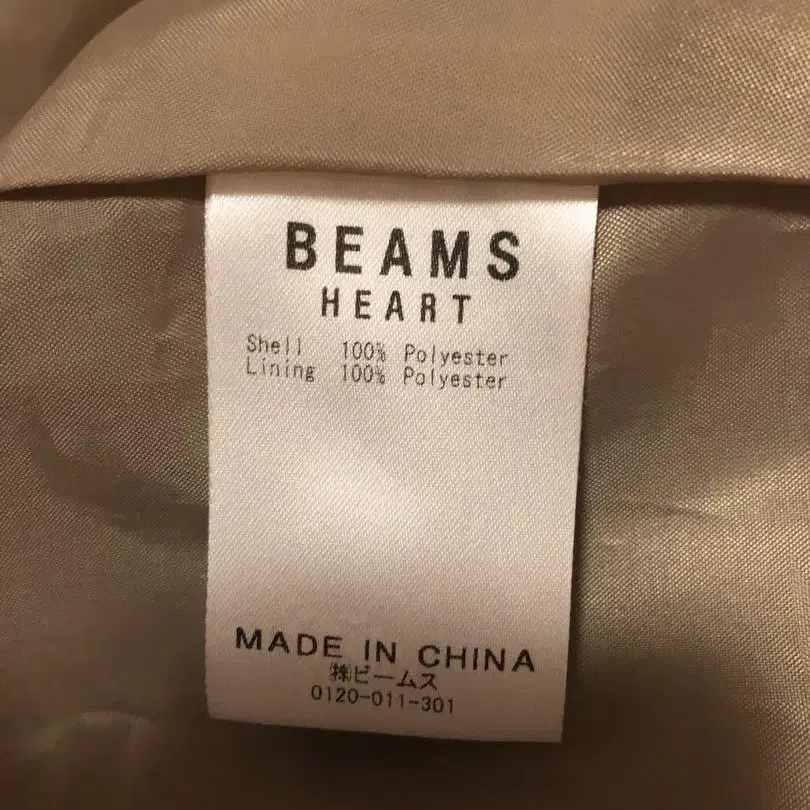 BEAMS
HEART
Shell 100% Polyester
Lining 100% Polyester
MADE IN CHINA
㈱ビームス
0120-011-301